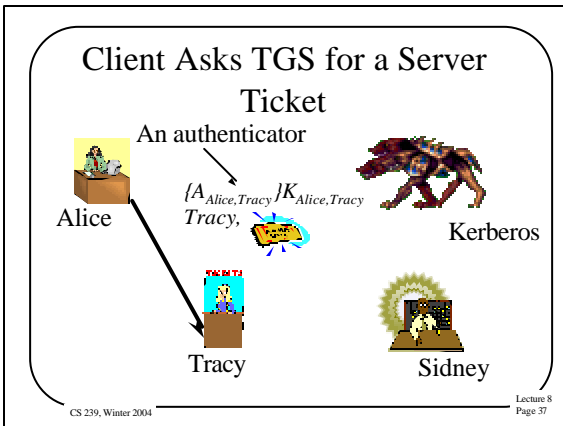 Client Asks TGS for a Server
Ticket
An authenticator
{A_Alice,Tracy}K_Alice,Tracy
Tracy,
Alice
Kerberos
Tracy
Sidney
CS 239, Winter 2004
Lecture 8
Page 37